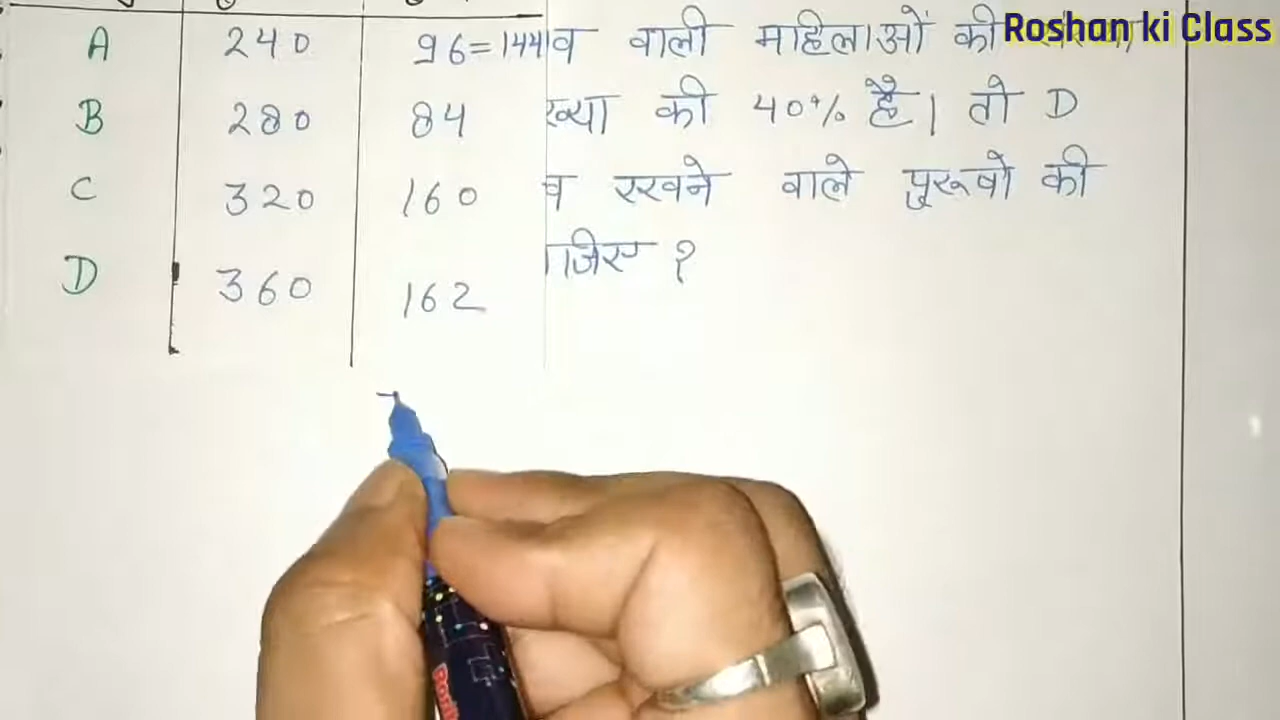 Roshan ki Class
A 240 96=144 व वाली महिलाओं की
B 280 84 ख्या की 40% है। तो D
C 320 160 व रखने वाले पुरूषो की
D 360 162 जिए ?